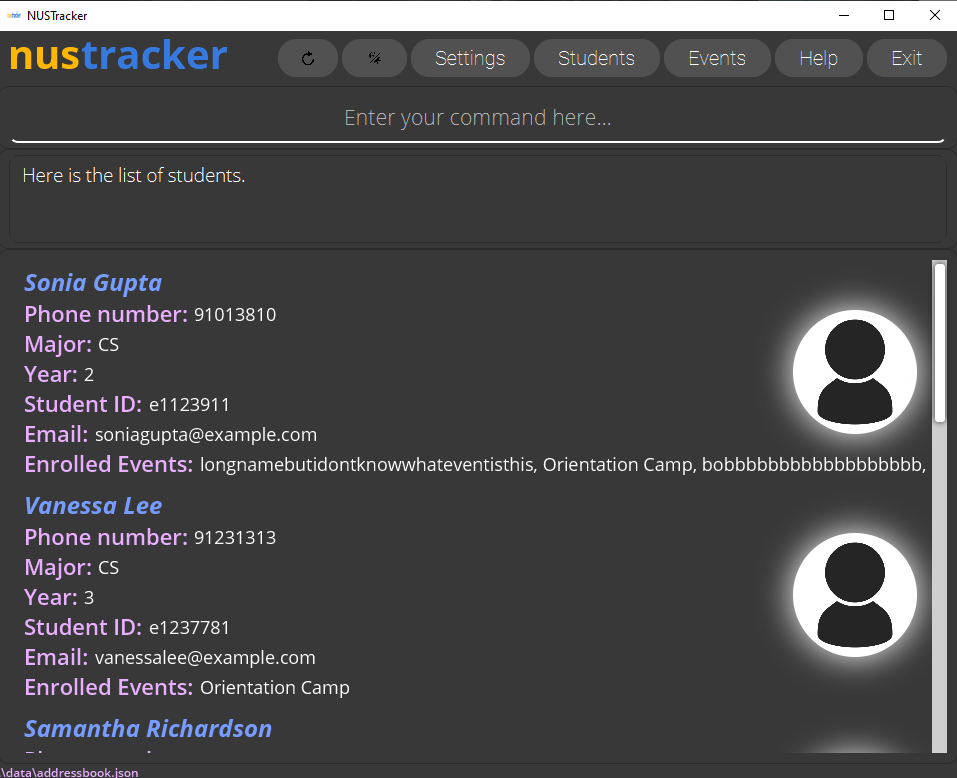 NUSTracker
nustracker Settings Students Events Help Exit
Enter your command here...
Here is the list of students.
Sonia Gupta
Phone number: 91013810
Major: CS
Year: 2
Student ID: e1123911
Email: soniagupta@example.com
Enrolled Events: longnamebutidontknowwhateventisthis, Orientation Camp, bobbbbbbbbbbbbbbbbbbb,
Vanessa Lee
Phone number: 91231313
Major: CS
Year: 3
Student ID: e1237781
Email: vanessalee@example.com
Enrolled Events: Orientation Camp
Samantha Richardson
.\data\addressbook.json